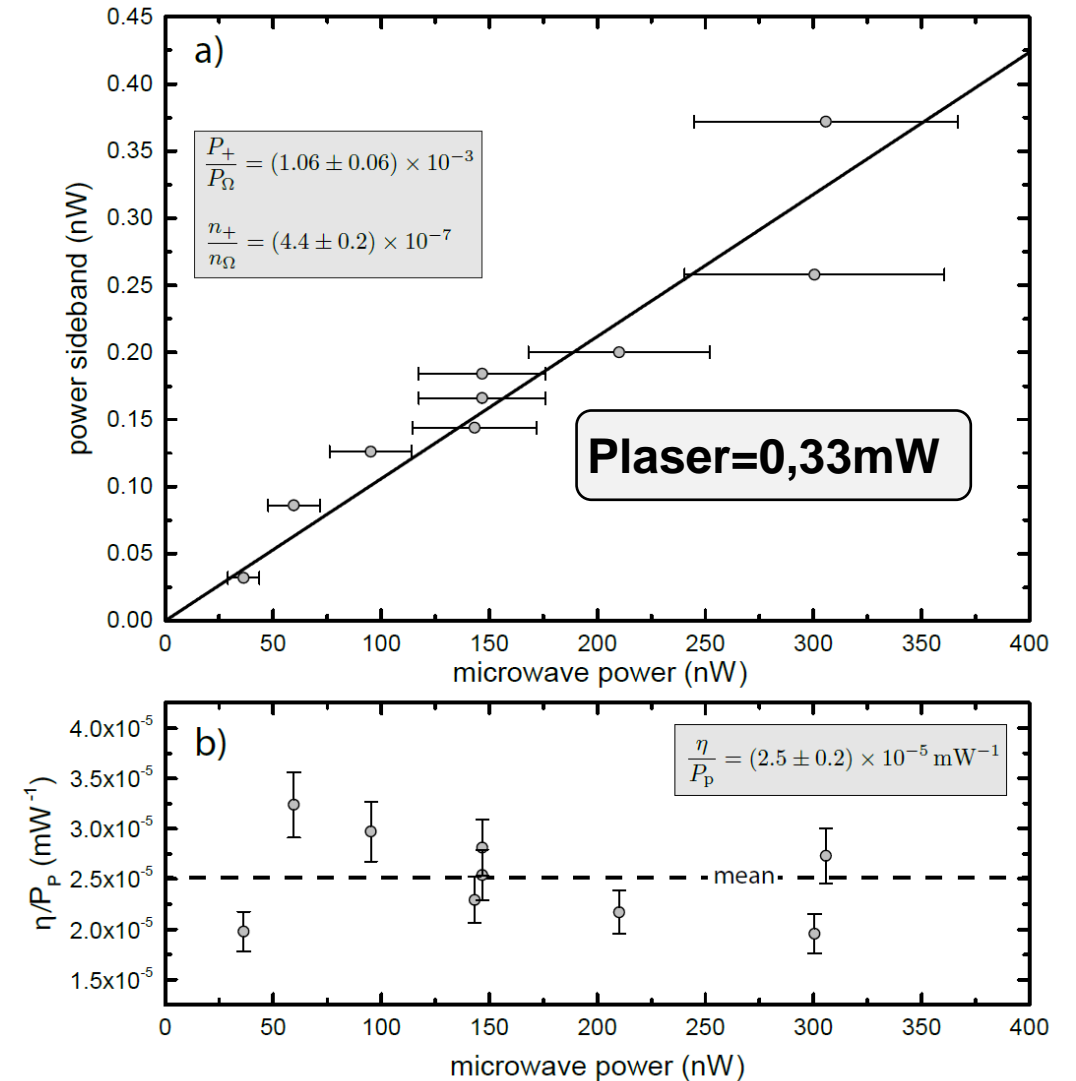 a)
0.45
0.40
0.35
0.30
0.25
0.20
0.15
0.10
0.05
0.00
power sideband (nW)
P₊/P_Ω = (1.06 ± 0.06) × 10⁻³
n₊/n_Ω = (4.4 ± 0.2) × 10⁻⁷
Plaser=0,33mW
0 50 100 150 200 250 300 350 400
microwave power (nW)
b)
4.0x10⁻⁵
3.5x10⁻⁵
3.0x10⁻⁵
2.5x10⁻⁵
2.0x10⁻⁵
1.5x10⁻⁵
η/P_P (mW⁻¹)
η/P_p = (2.5 ± 0.2) × 10⁻⁵ mW⁻¹
mean
0 50 100 150 200 250 300 350 400
microwave power (nW)